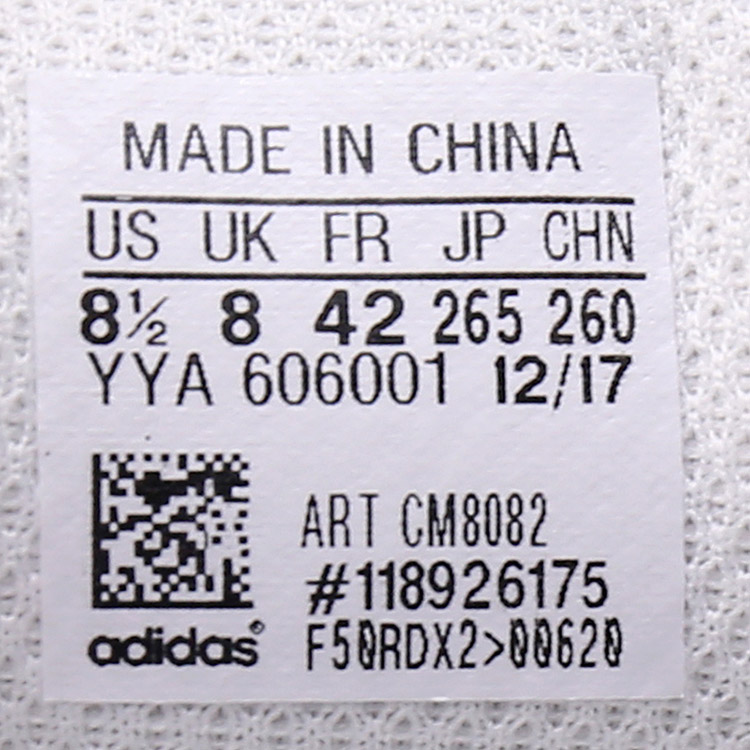 MADE IN CHINA
US UK FR JP CHN
8½ 8 42 265 260
YYA 606001 12/17
ART CM8082
#118926175
adidas® F50RDX2>00620